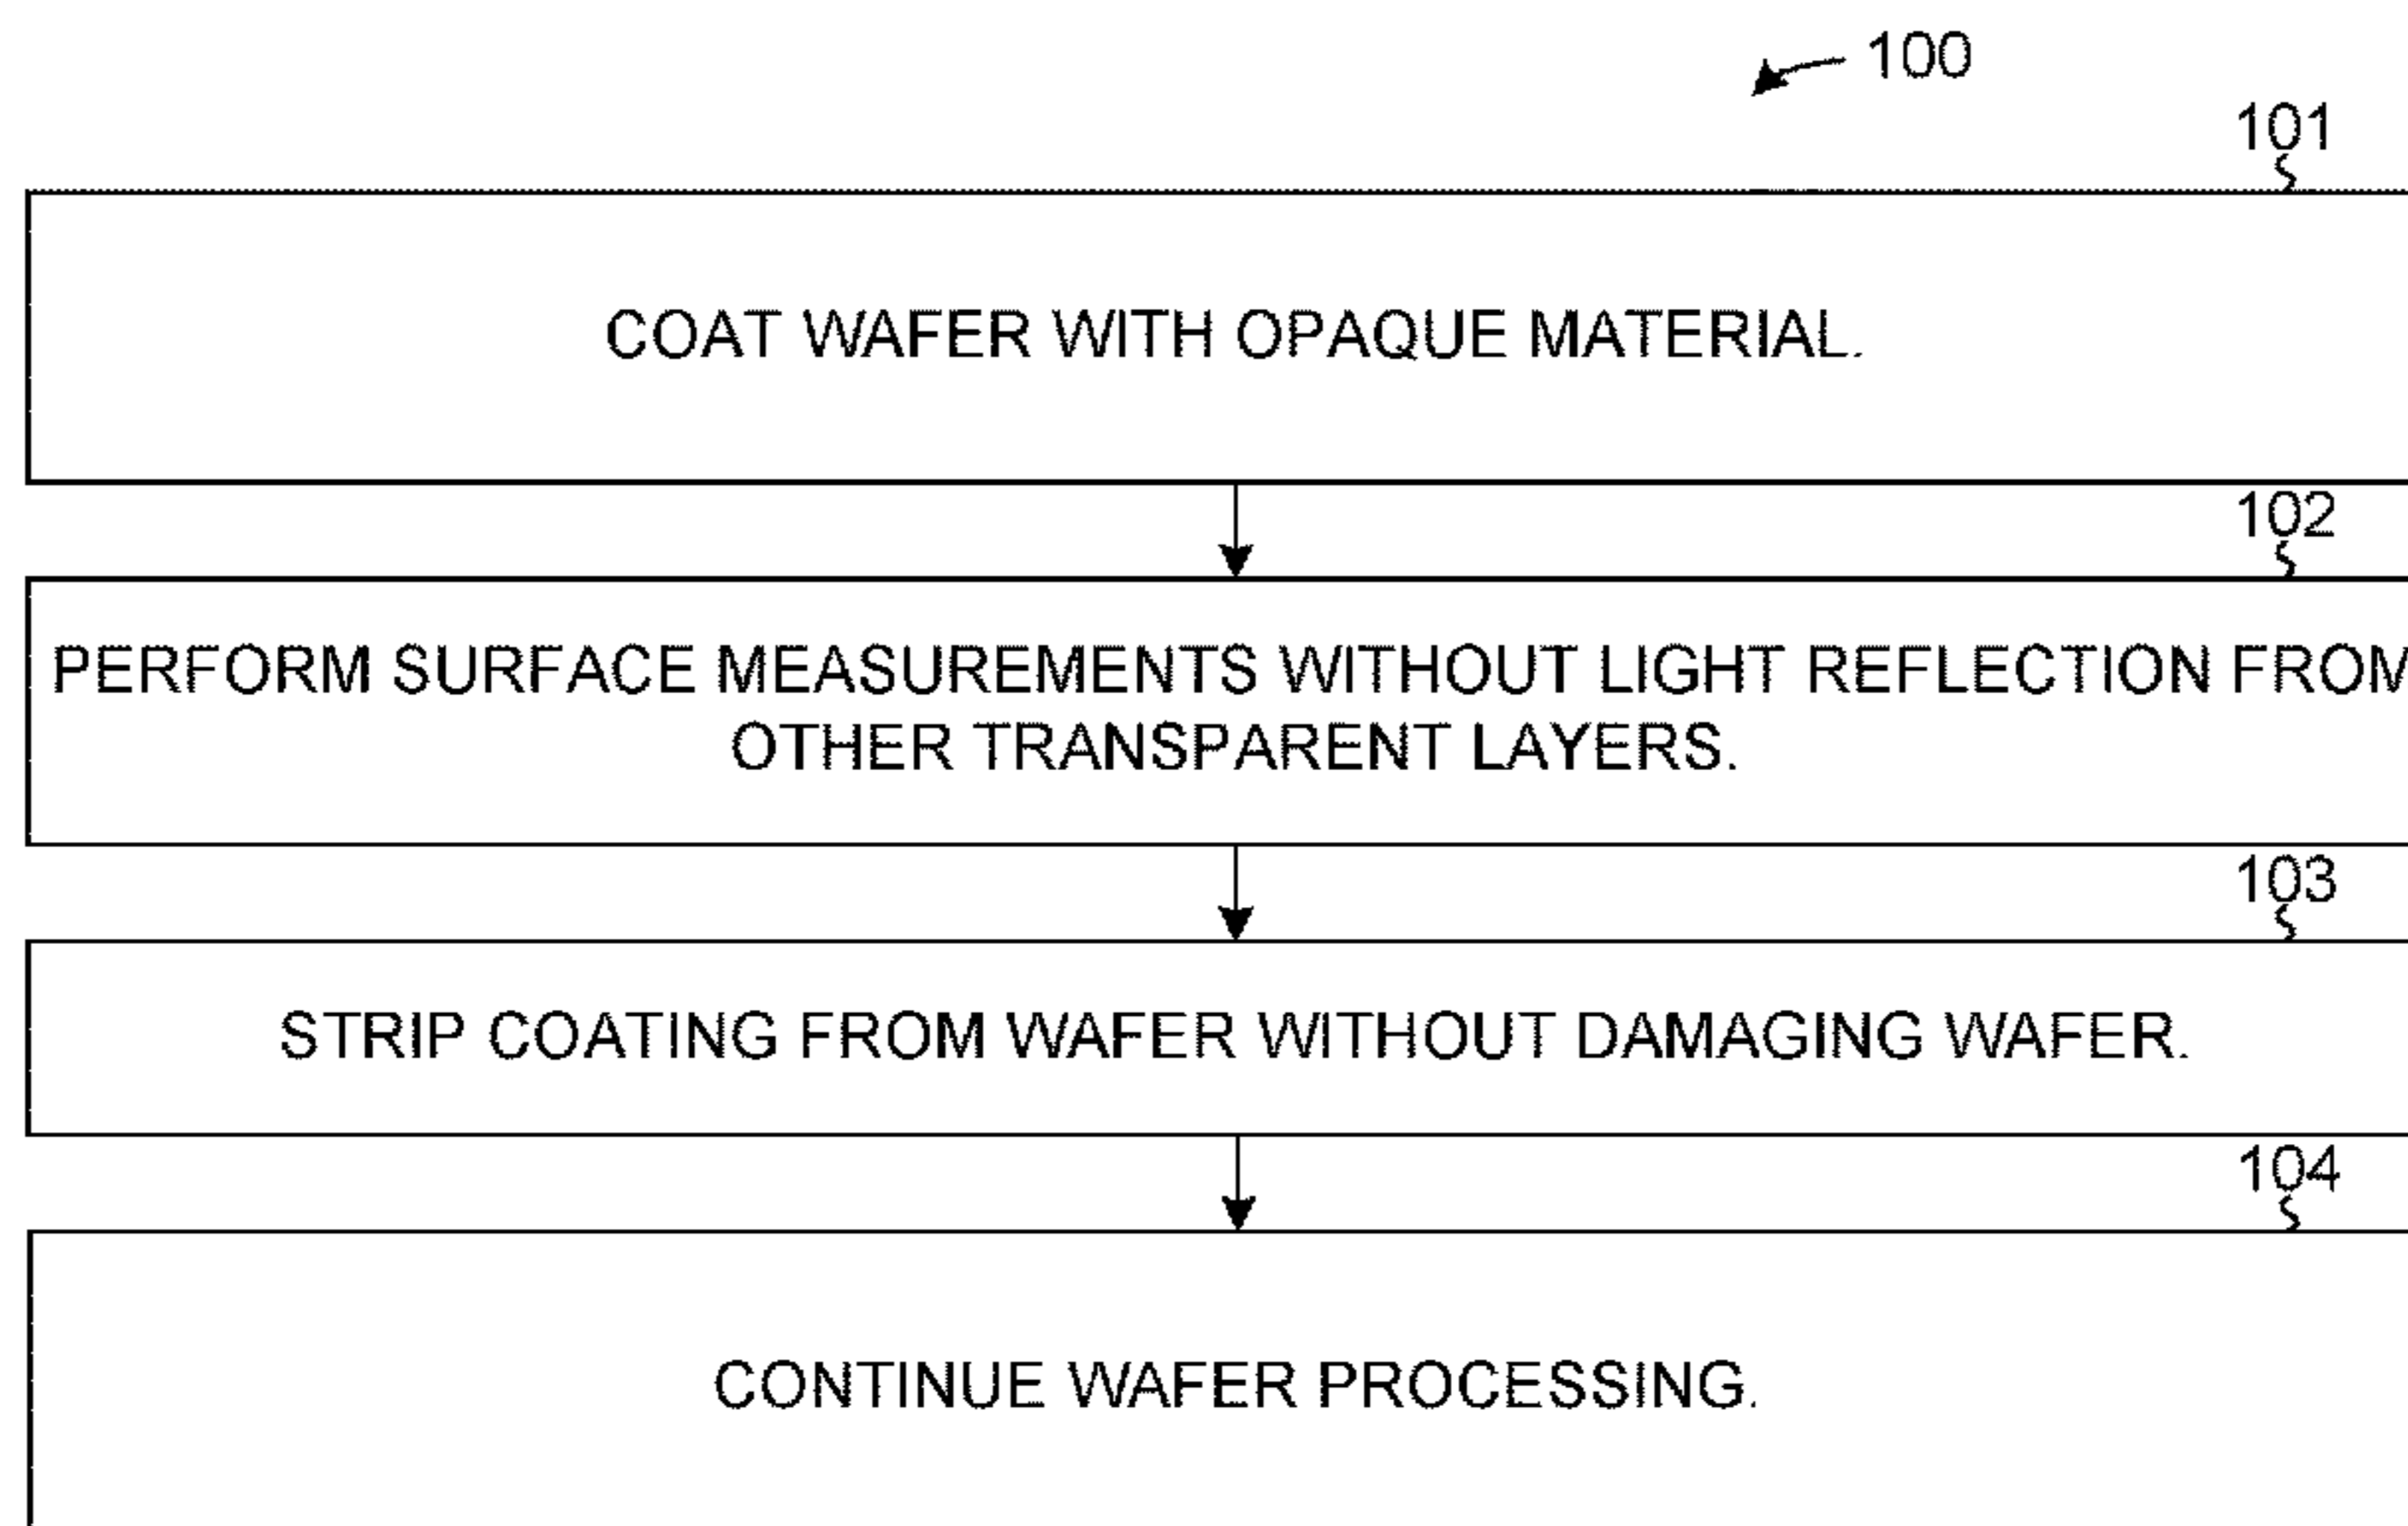 100
101
COAT WAFER WITH OPAQUE MATERIAL.
102
PERFORM SURFACE MEASUREMENTS WITHOUT LIGHT REFLECTION FROM
OTHER TRANSPARENT LAYERS.
103
STRIP COATING FROM WAFER WITHOUT DAMAGING WAFER.
104
CONTINUE WAFER PROCESSING.